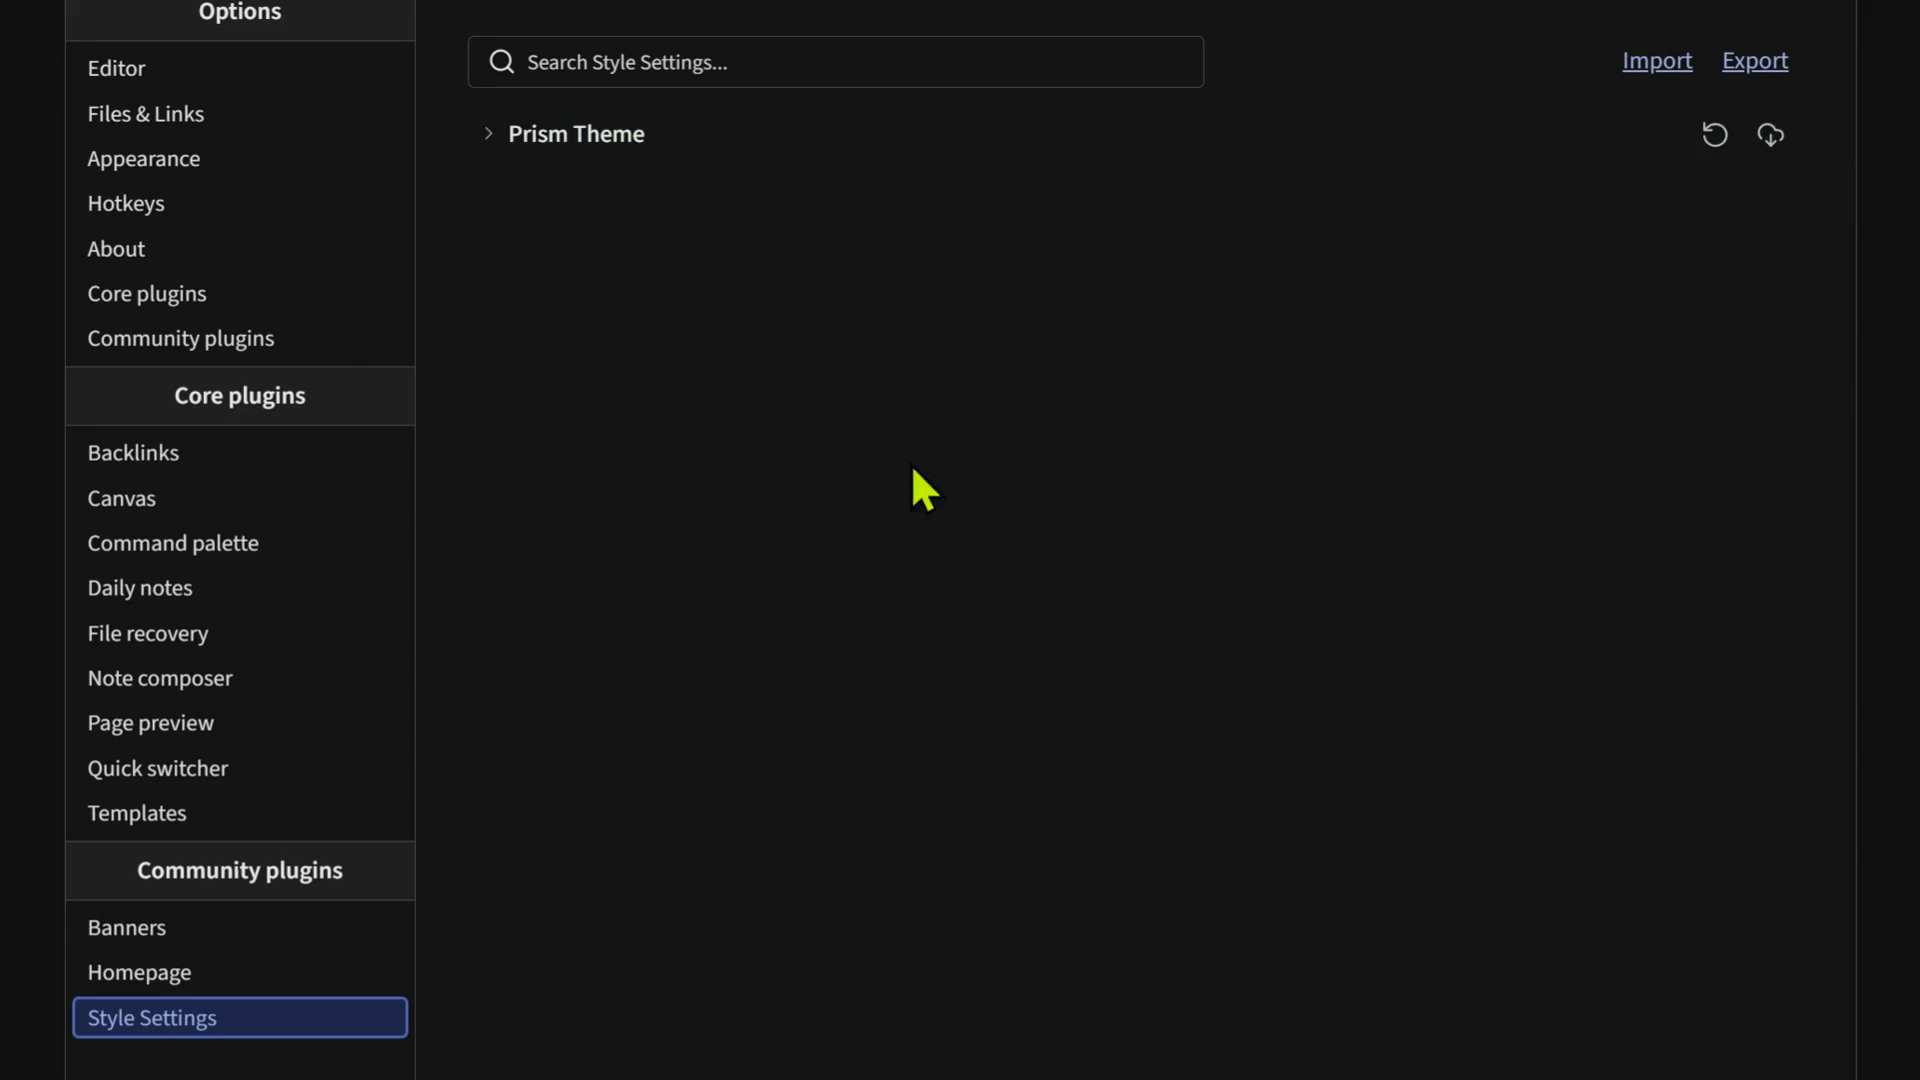 Options
Editor
Files & Links
Appearance
Hotkeys
About
Core plugins
Community plugins
Core plugins
Backlinks
Canvas
Command palette
Daily notes
File recovery
Note composer
Page preview
Quick switcher
Templates
Community plugins
Banners
Homepage
Style Settings
Search Style Settings...
Import Export
Prism Theme